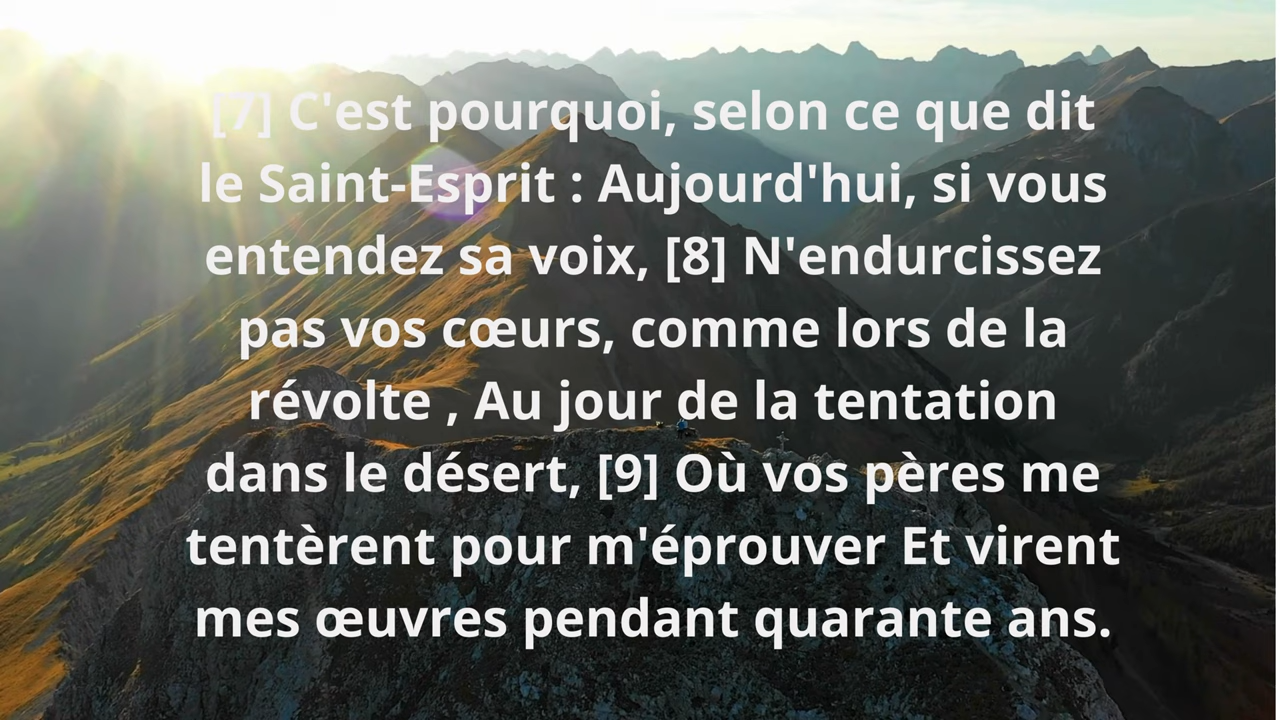 [7] C'est pourquoi, selon ce que dit
le Saint-Esprit : Aujourd'hui, si vous
entendez sa voix, [8] N'endurcissez
pas vos cœurs, comme lors de la
révolte , Au jour de la tentation
dans le désert, [9] Où vos pères me
tentèrent pour m'éprouver Et virent
mes œuvres pendant quarante ans.